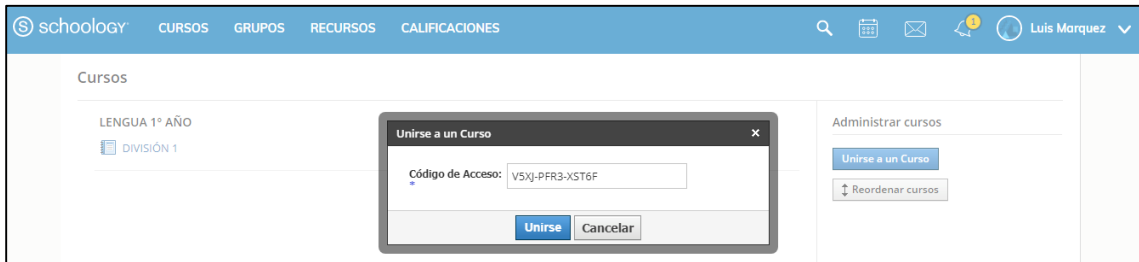 S schoology CURSOS GRUPOS RECURSOS CALIFICACIONES 1 Luis Marquez
Cursos
LENGUA 1º AÑO
DIVISIÓN 1
Unirse a un Curso ×
Código de Acceso: V5XJ-PFR3-XST6F
*
Unirse Cancelar
Administrar cursos
Unirse a un Curso
Reordenar cursos